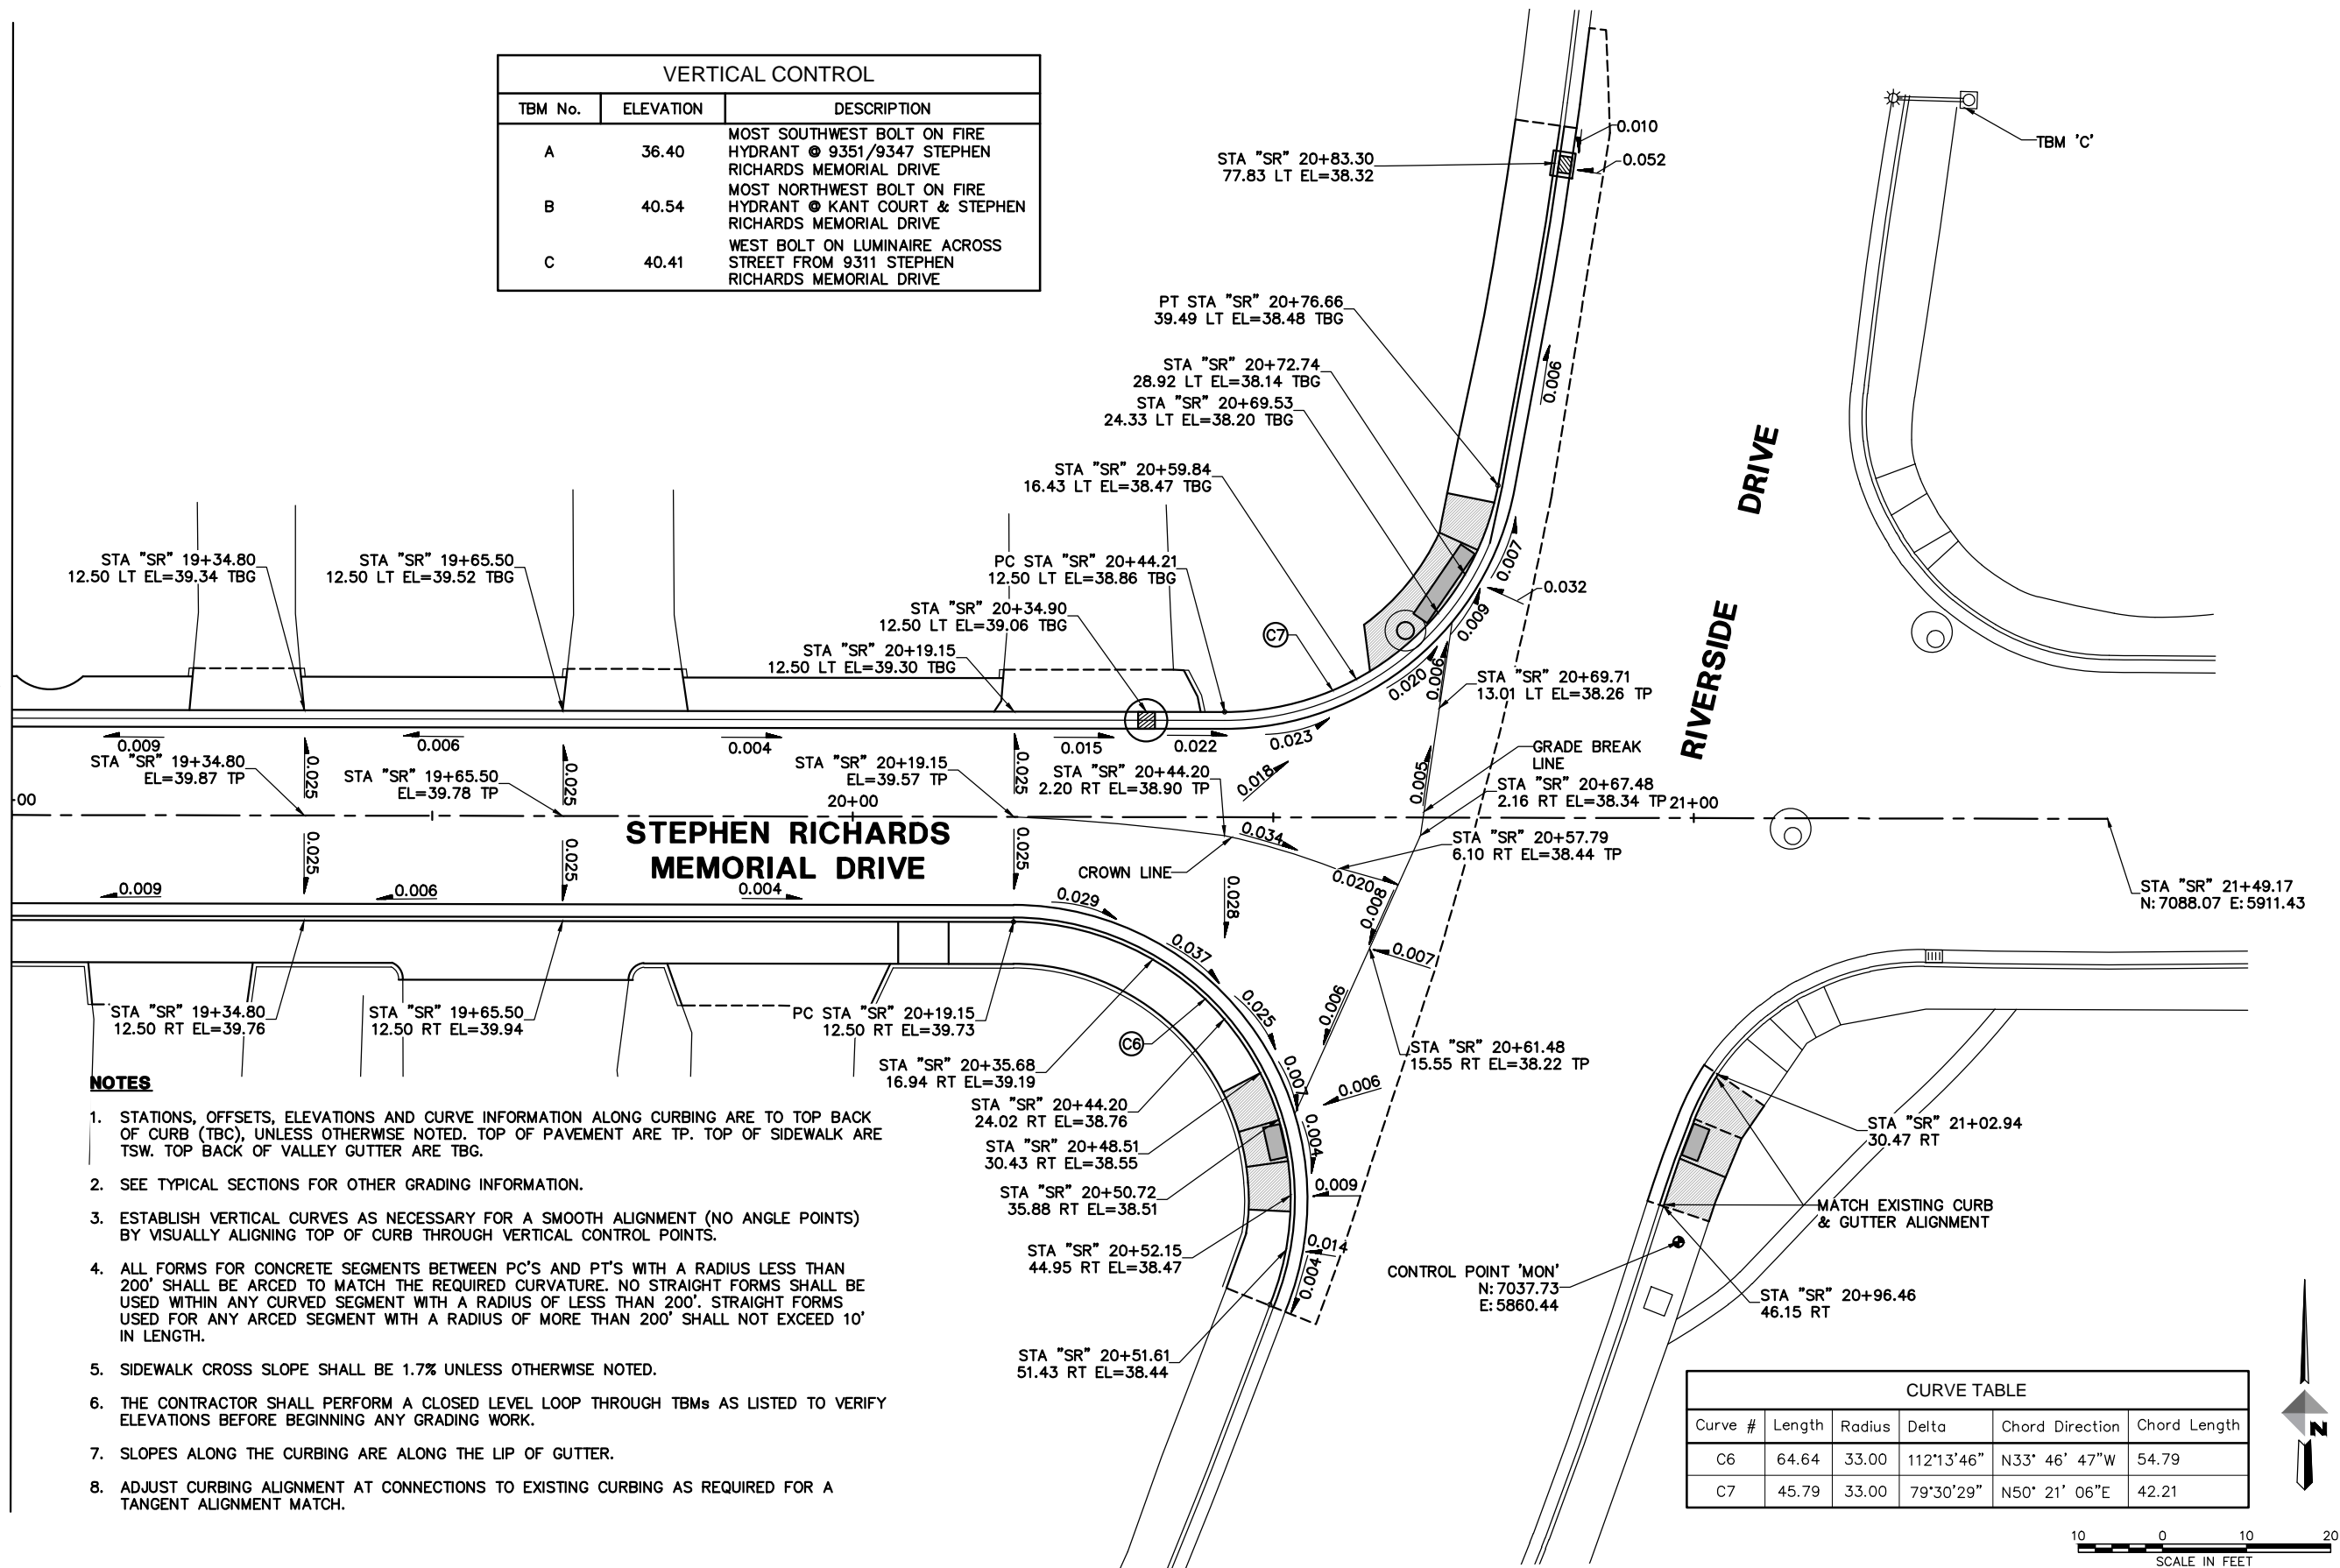 VERTICAL CONTROL
TBM No.
ELEVATION
DESCRIPTION
A
36.40
MOST SOUTHWEST BOLT ON FIRE
HYDRANT @ 9351/9347 STEPHEN
RICHARDS MEMORIAL DRIVE
B
40.54
MOST NORTHWEST BOLT ON FIRE
HYDRANT @ KANT COURT & STEPHEN
RICHARDS MEMORIAL DRIVE
C
40.41
WEST BOLT ON LUMINAIRE ACROSS
STREET FROM 9311 STEPHEN
RICHARDS MEMORIAL DRIVE
0.010
0.052
TBM 'C'
STA "SR" 20+83.30
77.83 LT EL=38.32
PT STA "SR" 20+76.66
39.49 LT EL=38.48 TBG
STA "SR" 20+72.74
28.92 LT EL=38.14 TBG
STA "SR" 20+69.53
24.33 LT EL=38.20 TBG
STA "SR" 20+59.84
16.43 LT EL=38.47 TBG
0.006
RIVERSIDE DRIVE
STA "SR" 19+34.80
12.50 LT EL=39.34 TBG
STA "SR" 19+65.50
12.50 LT EL=39.52 TBG
PC STA "SR" 20+44.21
12.50 LT EL=38.86 TBG
STA "SR" 20+34.90
12.50 LT EL=39.06 TBG
STA "SR" 20+19.15
12.50 LT EL=39.30 TBG
C7
0.007
0.032
0.009
0.020
0.006
STA "SR" 20+69.71
13.01 LT EL=38.26 TP
0.009
0.006
0.004
0.015
0.022
0.023
0.018
STA "SR" 19+34.80
EL=39.87 TP
0.025
STA "SR" 19+65.50
EL=39.78 TP
0.025
STA "SR" 20+19.15
EL=39.57 TP
0.025
STA "SR" 20+44.20
2.20 RT EL=38.90 TP
0.005
GRADE BREAK
LINE
STA "SR" 20+67.48
2.16 RT EL=38.34 TP
+00
20+00
21+00
STEPHEN RICHARDS
MEMORIAL DRIVE
0.025
0.025
0.025
0.034
CROWN LINE
STA "SR" 20+57.79
6.10 RT EL=38.44 TP
0.020
0.008
0.009
0.006
0.004
0.029
0.028
STA "SR" 21+49.17
N: 7088.07 E: 5911.43
0.037
0.007
0.025
0.006
STA "SR" 19+34.80
12.50 RT EL=39.76
STA "SR" 19+65.50
12.50 RT EL=39.94
PC STA "SR" 20+19.15
12.50 RT EL=39.73
C6
STA "SR" 20+35.68
16.94 RT EL=39.19
STA "SR" 20+61.48
15.55 RT EL=38.22 TP
0.007
0.006
STA "SR" 20+44.20
24.02 RT EL=38.76
0.004
STA "SR" 20+48.51
30.43 RT EL=38.55
STA "SR" 20+50.72
35.88 RT EL=38.51
0.009
STA "SR" 20+52.15
44.95 RT EL=38.47
0.014
0.004
STA "SR" 20+51.61
51.43 RT EL=38.44
STA "SR" 21+02.94
30.47 RT
MATCH EXISTING CURB
& GUTTER ALIGNMENT
CONTROL POINT 'MON'
N: 7037.73
E: 5860.44
STA "SR" 20+96.46
46.15 RT
NOTES
1. STATIONS, OFFSETS, ELEVATIONS AND CURVE INFORMATION ALONG CURBING ARE TO TOP BACK
OF CURB (TBC), UNLESS OTHERWISE NOTED. TOP OF PAVEMENT ARE TP. TOP OF SIDEWALK ARE
TSW. TOP BACK OF VALLEY GUTTER ARE TBG.
2. SEE TYPICAL SECTIONS FOR OTHER GRADING INFORMATION.
3. ESTABLISH VERTICAL CURVES AS NECESSARY FOR A SMOOTH ALIGNMENT (NO ANGLE POINTS)
BY VISUALLY ALIGNING TOP OF CURB THROUGH VERTICAL CONTROL POINTS.
4. ALL FORMS FOR CONCRETE SEGMENTS BETWEEN PC'S AND PT'S WITH A RADIUS LESS THAN
200' SHALL BE ARCED TO MATCH THE REQUIRED CURVATURE. NO STRAIGHT FORMS SHALL BE
USED WITHIN ANY CURVED SEGMENT WITH A RADIUS OF LESS THAN 200'. STRAIGHT FORMS
USED FOR ANY ARCED SEGMENT WITH A RADIUS OF MORE THAN 200' SHALL NOT EXCEED 10'
IN LENGTH.
5. SIDEWALK CROSS SLOPE SHALL BE 1.7% UNLESS OTHERWISE NOTED.
6. THE CONTRACTOR SHALL PERFORM A CLOSED LEVEL LOOP THROUGH TBMs AS LISTED TO VERIFY
ELEVATIONS BEFORE BEGINNING ANY GRADING WORK.
7. SLOPES ALONG THE CURBING ARE ALONG THE LIP OF GUTTER.
8. ADJUST CURBING ALIGNMENT AT CONNECTIONS TO EXISTING CURBING AS REQUIRED FOR A
TANGENT ALIGNMENT MATCH.
CURVE TABLE
Curve # Length Radius Delta Chord Direction Chord Length
C6 64.64 33.00 112°13'46" N33° 46' 47"W 54.79
C7 45.79 33.00 79°30'29" N50° 21' 06"E 42.21
N
10 0 10 20
SCALE IN FEET